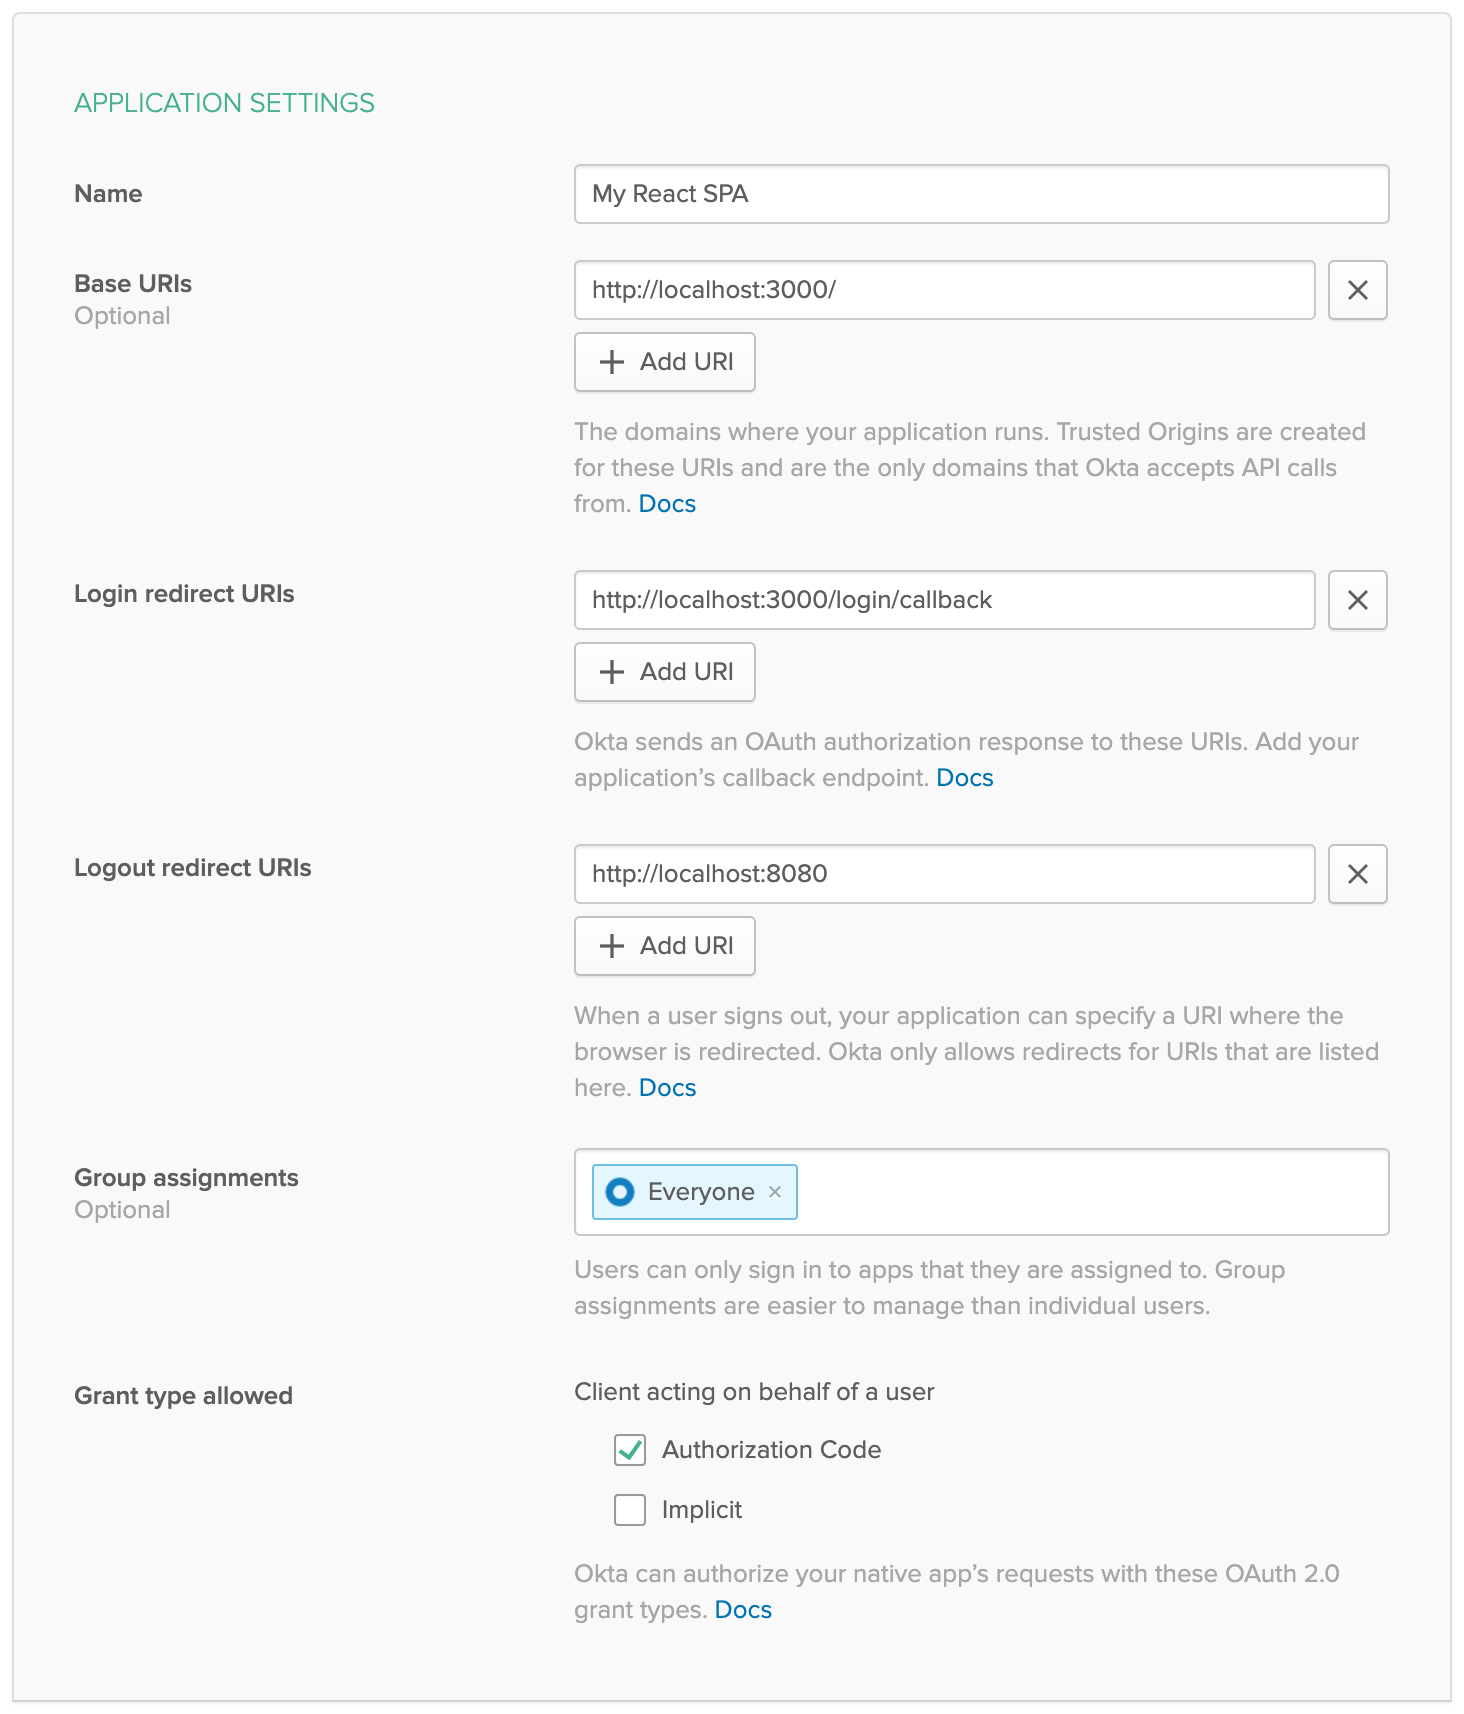 APPLICATION SETTINGS
Name
My React SPA
Base URIs
Optional
http://localhost:3000/
Add URI
The domains where your application runs. Trusted Origins are created
for these URIs and are the only domains that Okta accepts API calls
from. Docs
Login redirect URIs
http://localhost:3000/login/callback
Add URI
Okta sends an OAuth authorization response to these URIs. Add your
application’s callback endpoint. Docs
Logout redirect URIs
http://localhost:8080
Add URI
When a user signs out, your application can specify a URI where the
browser is redirected. Okta only allows redirects for URIs that are listed
here. Docs
Group assignments
Optional
Everyone
Users can only sign in to apps that they are assigned to. Group
assignments are easier to manage than individual users.
Grant type allowed
Client acting on behalf of a user
Authorization Code
Implicit
Okta can authorize your native app’s requests with these OAuth 2.0
grant types. Docs